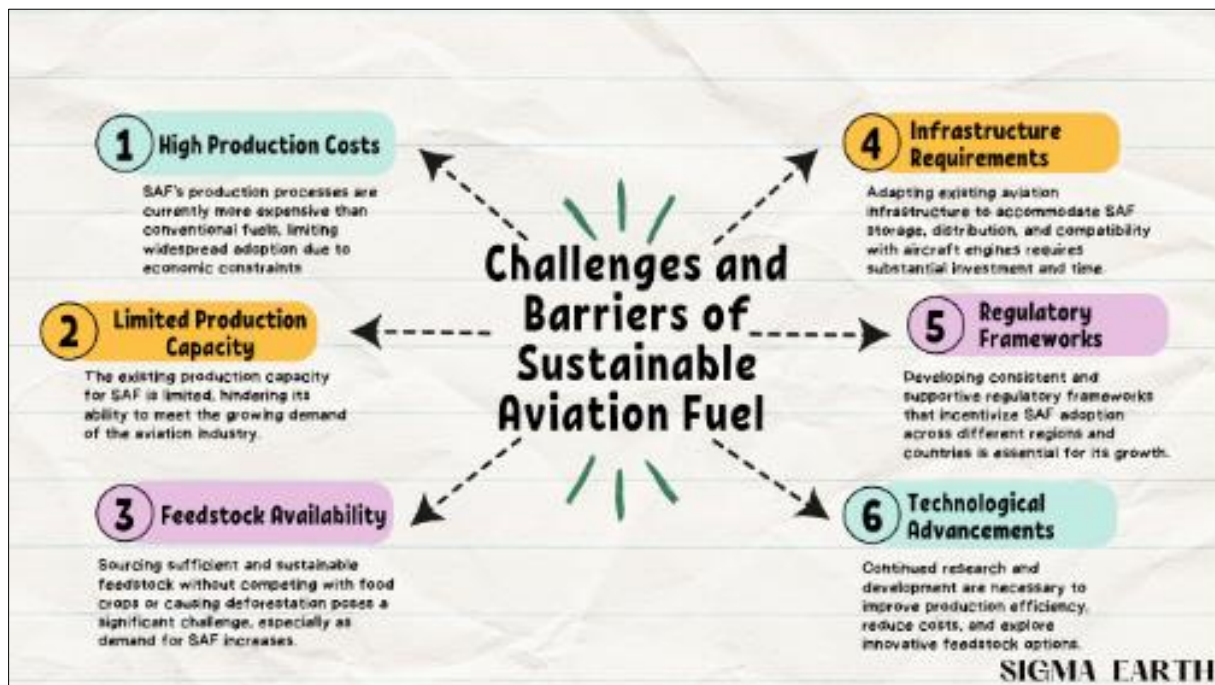 1 High Production Costs
SAF's production processes are
currently more expensive than
conventional fuels, limiting
widespread adoption due to
economic constraints
2 Limited Production
Capacity
The existing production capacity
for SAF is limited, hindering its
ability to meet the growing demand
of the aviation industry.
3 Feedstock Availability
Sourcing sufficient and sustainable
feedstock without competing with food
crops or causing deforestation poses a
significant challenge, especially as
demand for SAF increases.
Challenges and
Barriers of
Sustainable
Aviation Fuel
4 Infrastructure
Requirements
Adapting existing aviation
infrastructure to accommodate SAF
storage, distribution, and compatibility
with aircraft engines requires
substantial investment and time.
5 Regulatory
Frameworks
Developing consistent and
supportive regulatory frameworks
that incentivize SAF adoption
across different regions and
countries is essential for its growth.
6 Technological
Advancements
Continued research and
development are necessary to
improve production efficiency,
reduce costs, and explore
innovative feedstock options.
SIGMA EARTH